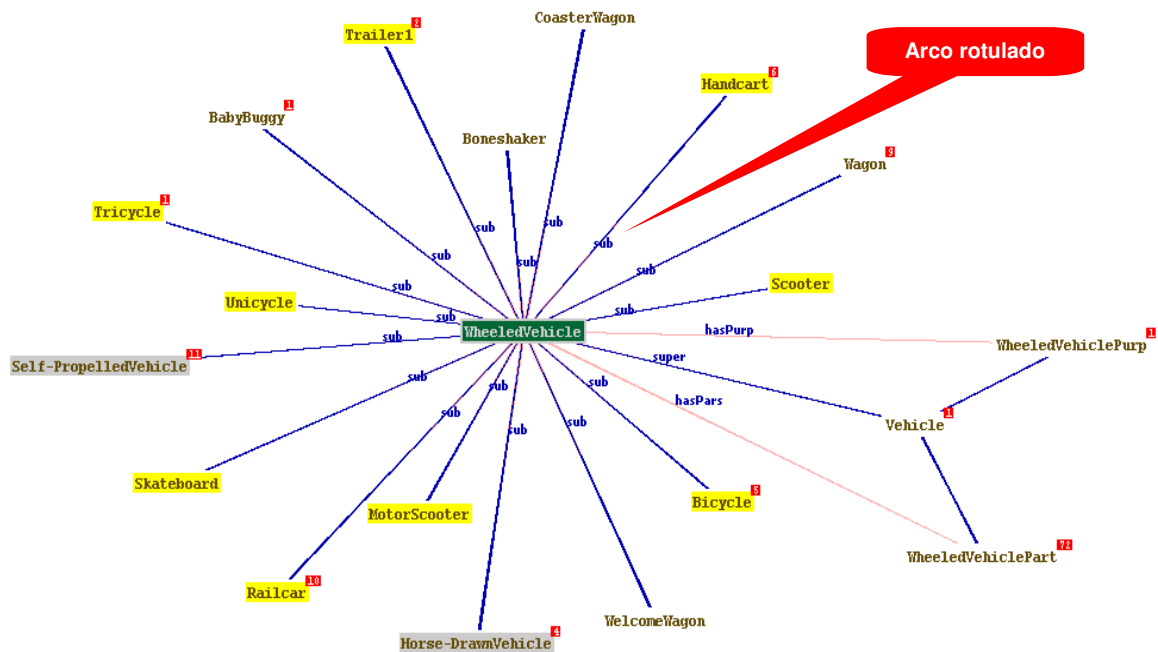 CoasterWagon
Trailer1 2
Arco rotulado
Handcart 6
BabyBuggy 1
Boneshaker
Wagon 9
Tricycle 1
sub
sub
sub
sub
sub
sub
sub
sub
Scooter
Unicycle
sub
sub
WheeledVehicle
hasPurp
WheeledVehiclePurp 1
sub
Self-PropelledVehicle 11
super
sub
sub
sub
hasPars
sub
sub
sub
Vehicle 1
Skateboard
Bicycle 5
MotorScooter
WheeledVehiclePart 72
Railcar 10
WelcomeWagon
Horse-DrawnVehicle 4